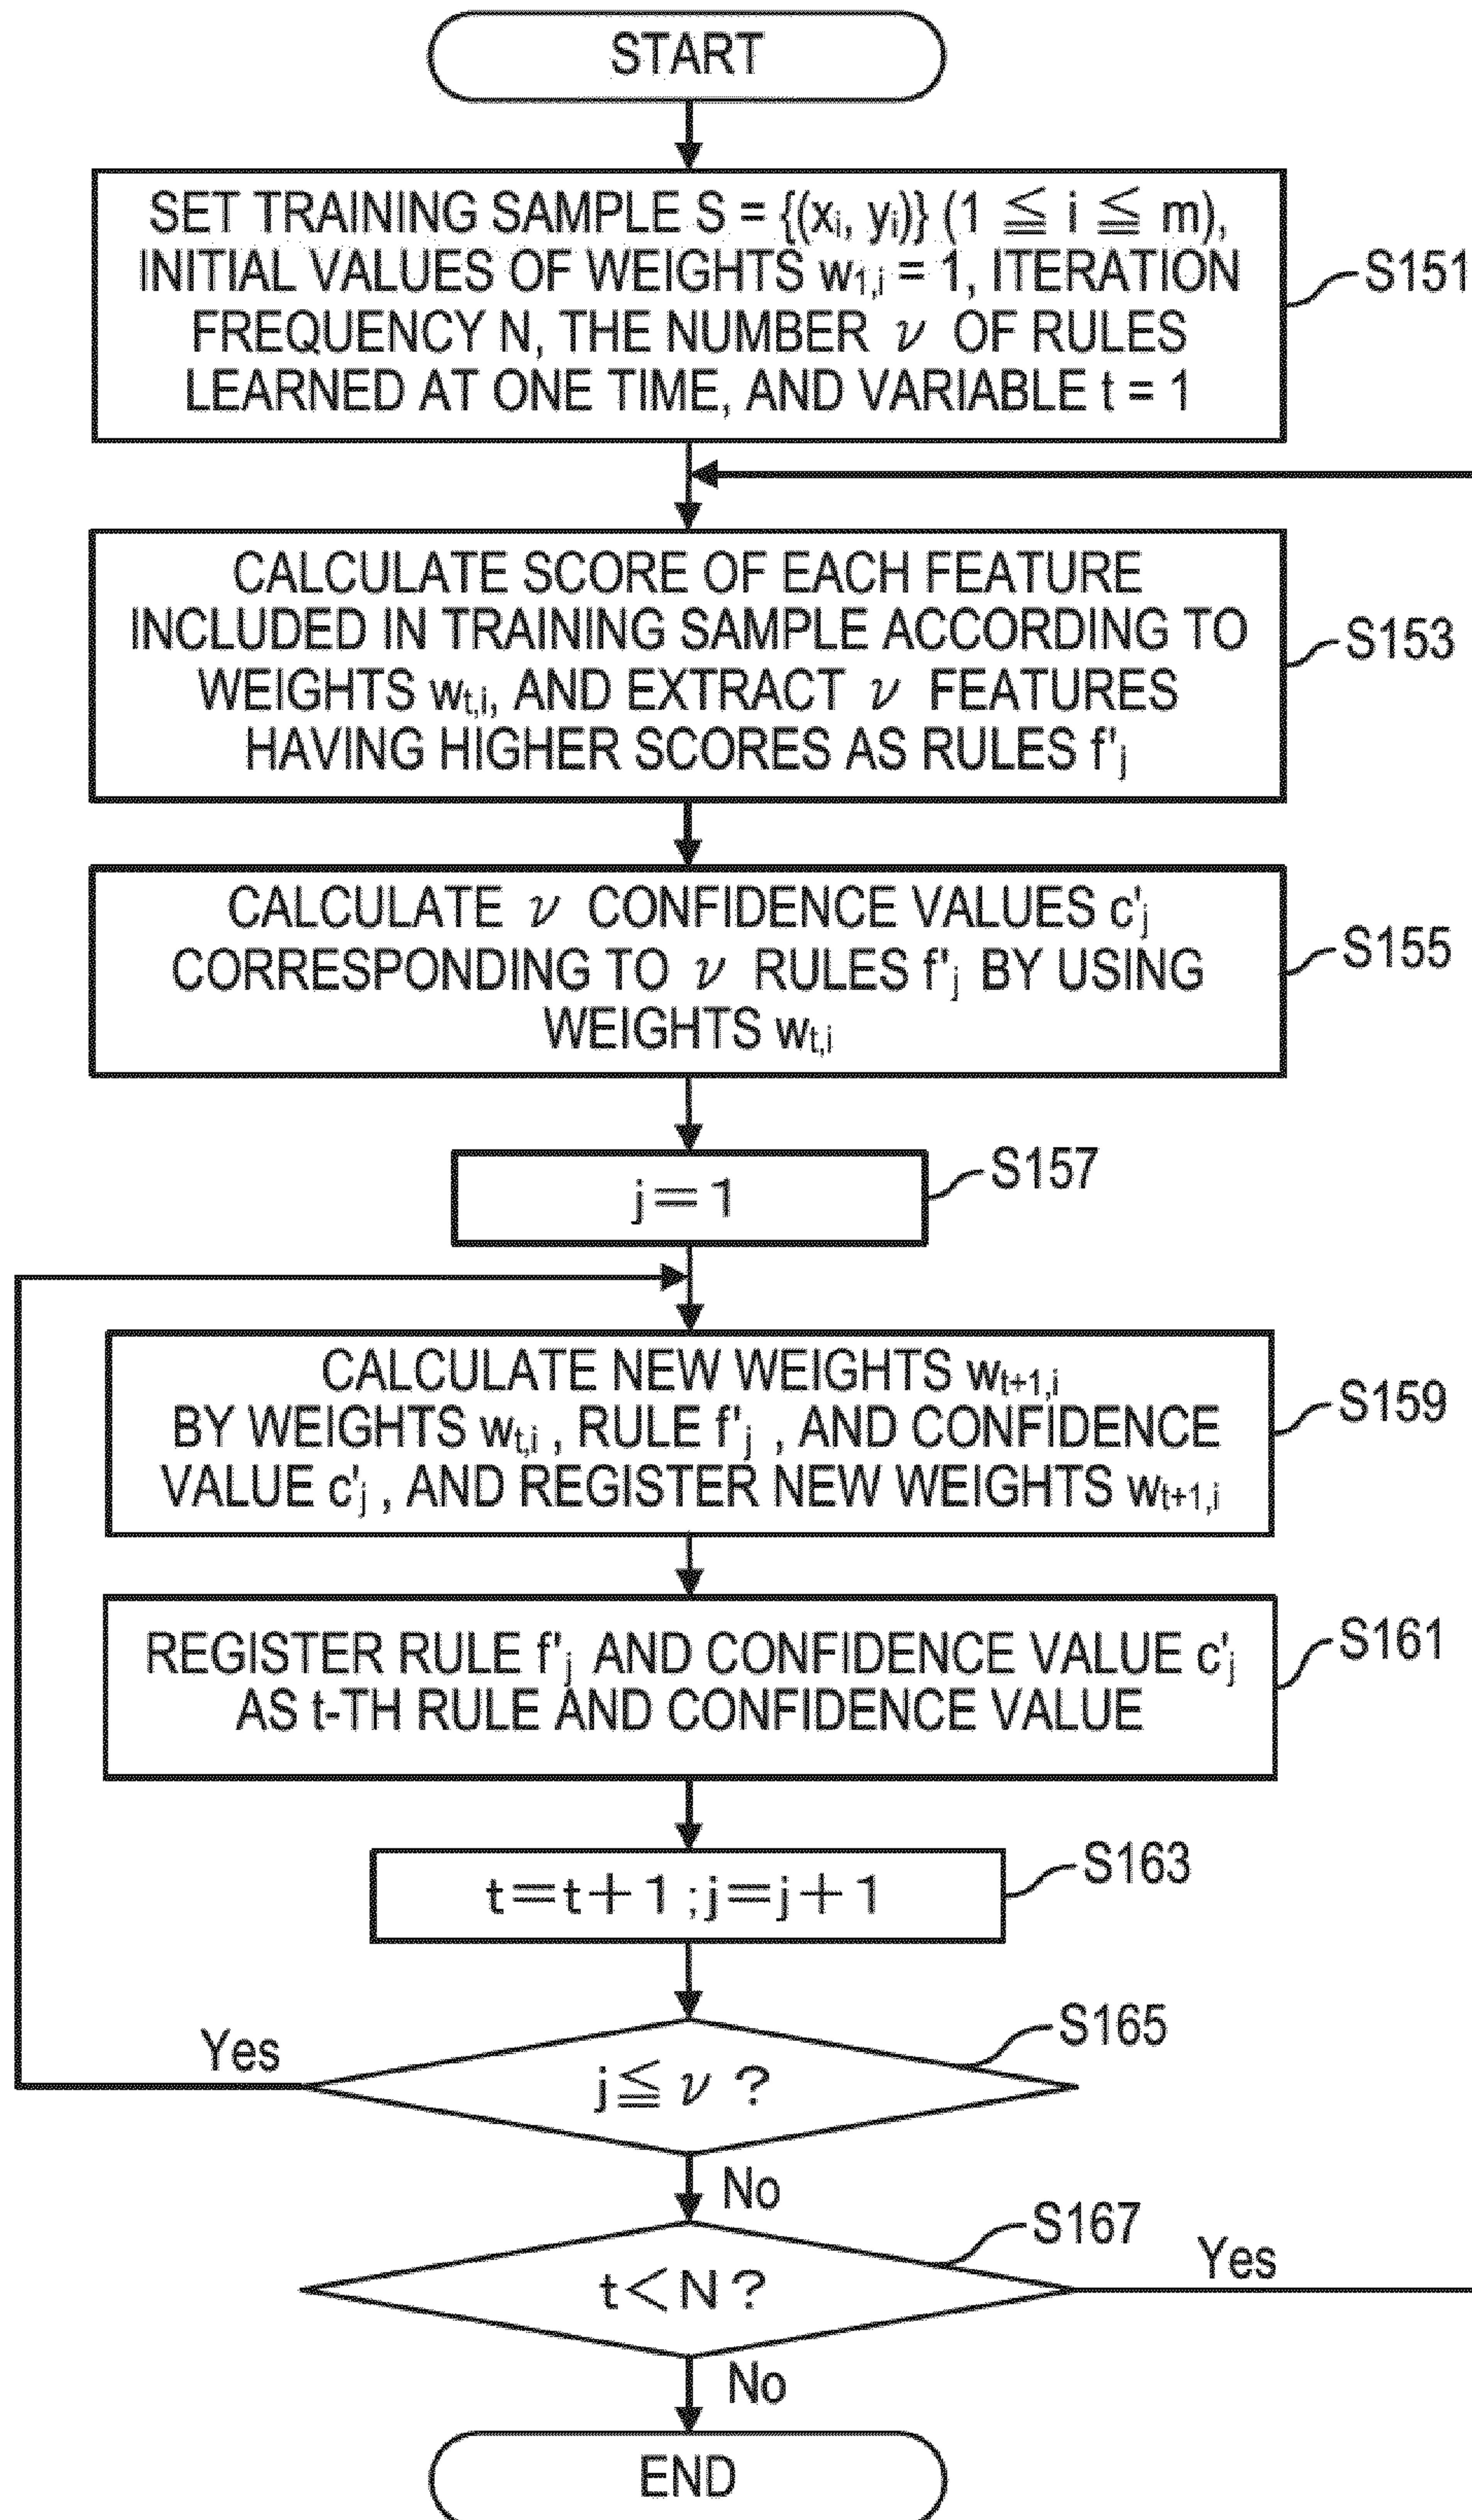 START
SET TRAINING SAMPLE S = {(xi, yi)} (1 ≦ i ≦ m),
INITIAL VALUES OF WEIGHTS w1,i = 1, ITERATION
FREQUENCY N, THE NUMBER ν OF RULES
LEARNED AT ONE TIME, AND VARIABLE t = 1
S151
CALCULATE SCORE OF EACH FEATURE
INCLUDED IN TRAINING SAMPLE ACCORDING TO
WEIGHTS wt,i, AND EXTRACT ν FEATURES
HAVING HIGHER SCORES AS RULES f'j
S153
CALCULATE ν CONFIDENCE VALUES c'j
CORRESPONDING TO ν RULES f'j BY USING
WEIGHTS wt,i
S155
j=1
S157
CALCULATE NEW WEIGHTS wt+1,i
BY WEIGHTS wt,i , RULE f'j , AND CONFIDENCE
VALUE c'j , AND REGISTER NEW WEIGHTS wt+1,i
S159
REGISTER RULE f'j AND CONFIDENCE VALUE c'j
AS t-TH RULE AND CONFIDENCE VALUE
S161
t=t+1 ;j=j+1
S163
j≦ ν ?
S165
Yes
No
t<N?
S167
Yes
No
END